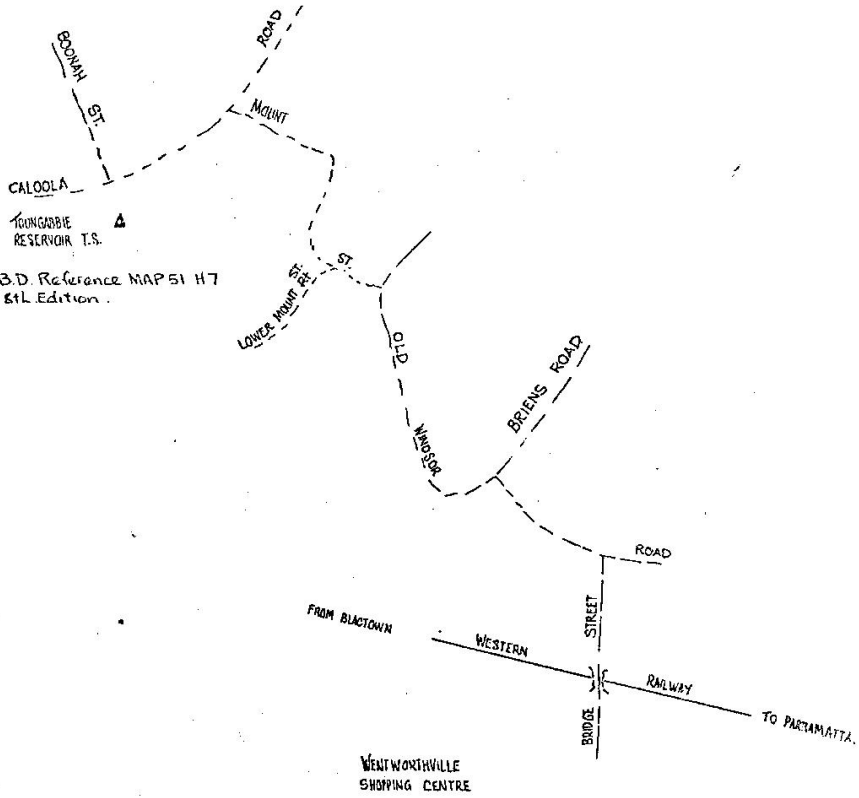 BOONAH
ST.
ROAD
MOUNT
CALOOLA
TOONGABBIE
RESERVOIR T.S.
B.D. Reference MAP 51 H7
8th Edition.
ST.
LOWER MOUNT ST.
OLD
WINDSOR
BRIENS ROAD
ROAD
STREET
FROM BLACTOWN
WESTERN
RAILWAY
TO PARRAMATTA.
BRIDGE
WENTWORTHVILLE
SHOPPING CENTRE